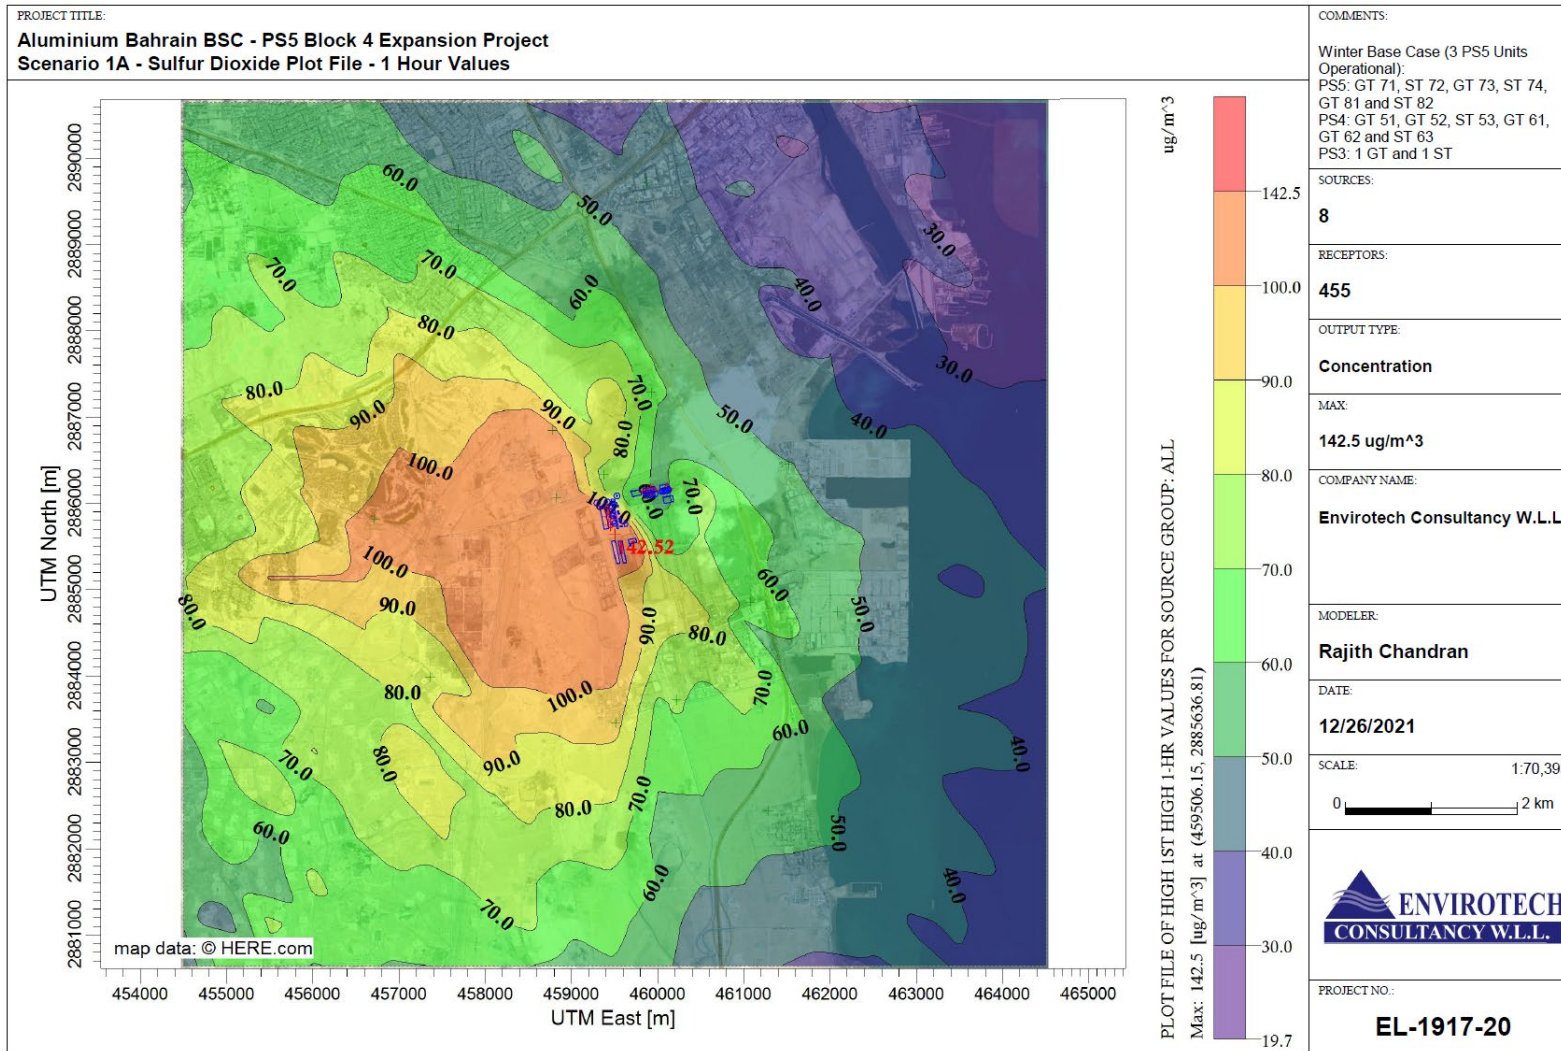 PROJECT TITLE:
Aluminium Bahrain BSC - PS5 Block 4 Expansion Project
Scenario 1A - Sulfur Dioxide Plot File - 1 Hour Values
COMMENTS:
Winter Base Case (3 PS5 Units
Operational):
PS5: GT 71, ST 72, GT 73, ST 74,
GT 81 and ST 82
PS4: GT 51, GT 52, ST 53, GT 61,
GT 62 and ST 63
PS3: 1 GT and 1 ST
SOURCES:
8
RECEPTORS:
455
OUTPUT TYPE:
Concentration
MAX:
142.5 ug/m^3
COMPANY NAME:
Envirotech Consultancy W.L.L
MODELER:
Rajith Chandran
DATE:
12/26/2021
SCALE:
1:70,39
0 2 km
ENVIROTECH
CONSULTANCY W.L.L.
PROJECT NO.:
EL-1917-20
UTM North [m]
2890000
2889000
2888000
2887000
2886000
2885000
2884000
2883000
2882000
2881000
60.0
50.0
30.0
70.0
70.0
60.0
40.0
80.0
30.0
80.0
90.0
90.0
70.0
50.0
40.0
80.0
100.0
70.0
60.0
100.0
142.52
100.0
60.0
80.0
90.0
90.0
80.0
50.0
80.0
100.0
70.0
60.0
70.0
80.0
90.0
40.0
70.0
60.0
80.0
50.0
60.0
40.0
70.0
map data: © HERE.com
454000 455000 456000 457000 458000 459000 460000 461000 462000 463000 464000 465000
UTM East [m]
PLOT FILE OF HIGH 1ST HIGH 1-HR VALUES FOR SOURCE GROUP: ALL
Max: 142.5 [ug/m^3] at (459506.15, 2885636.81)
ug/m^3
142.5
100.0
90.0
80.0
70.0
60.0
50.0
40.0
30.0
19.7